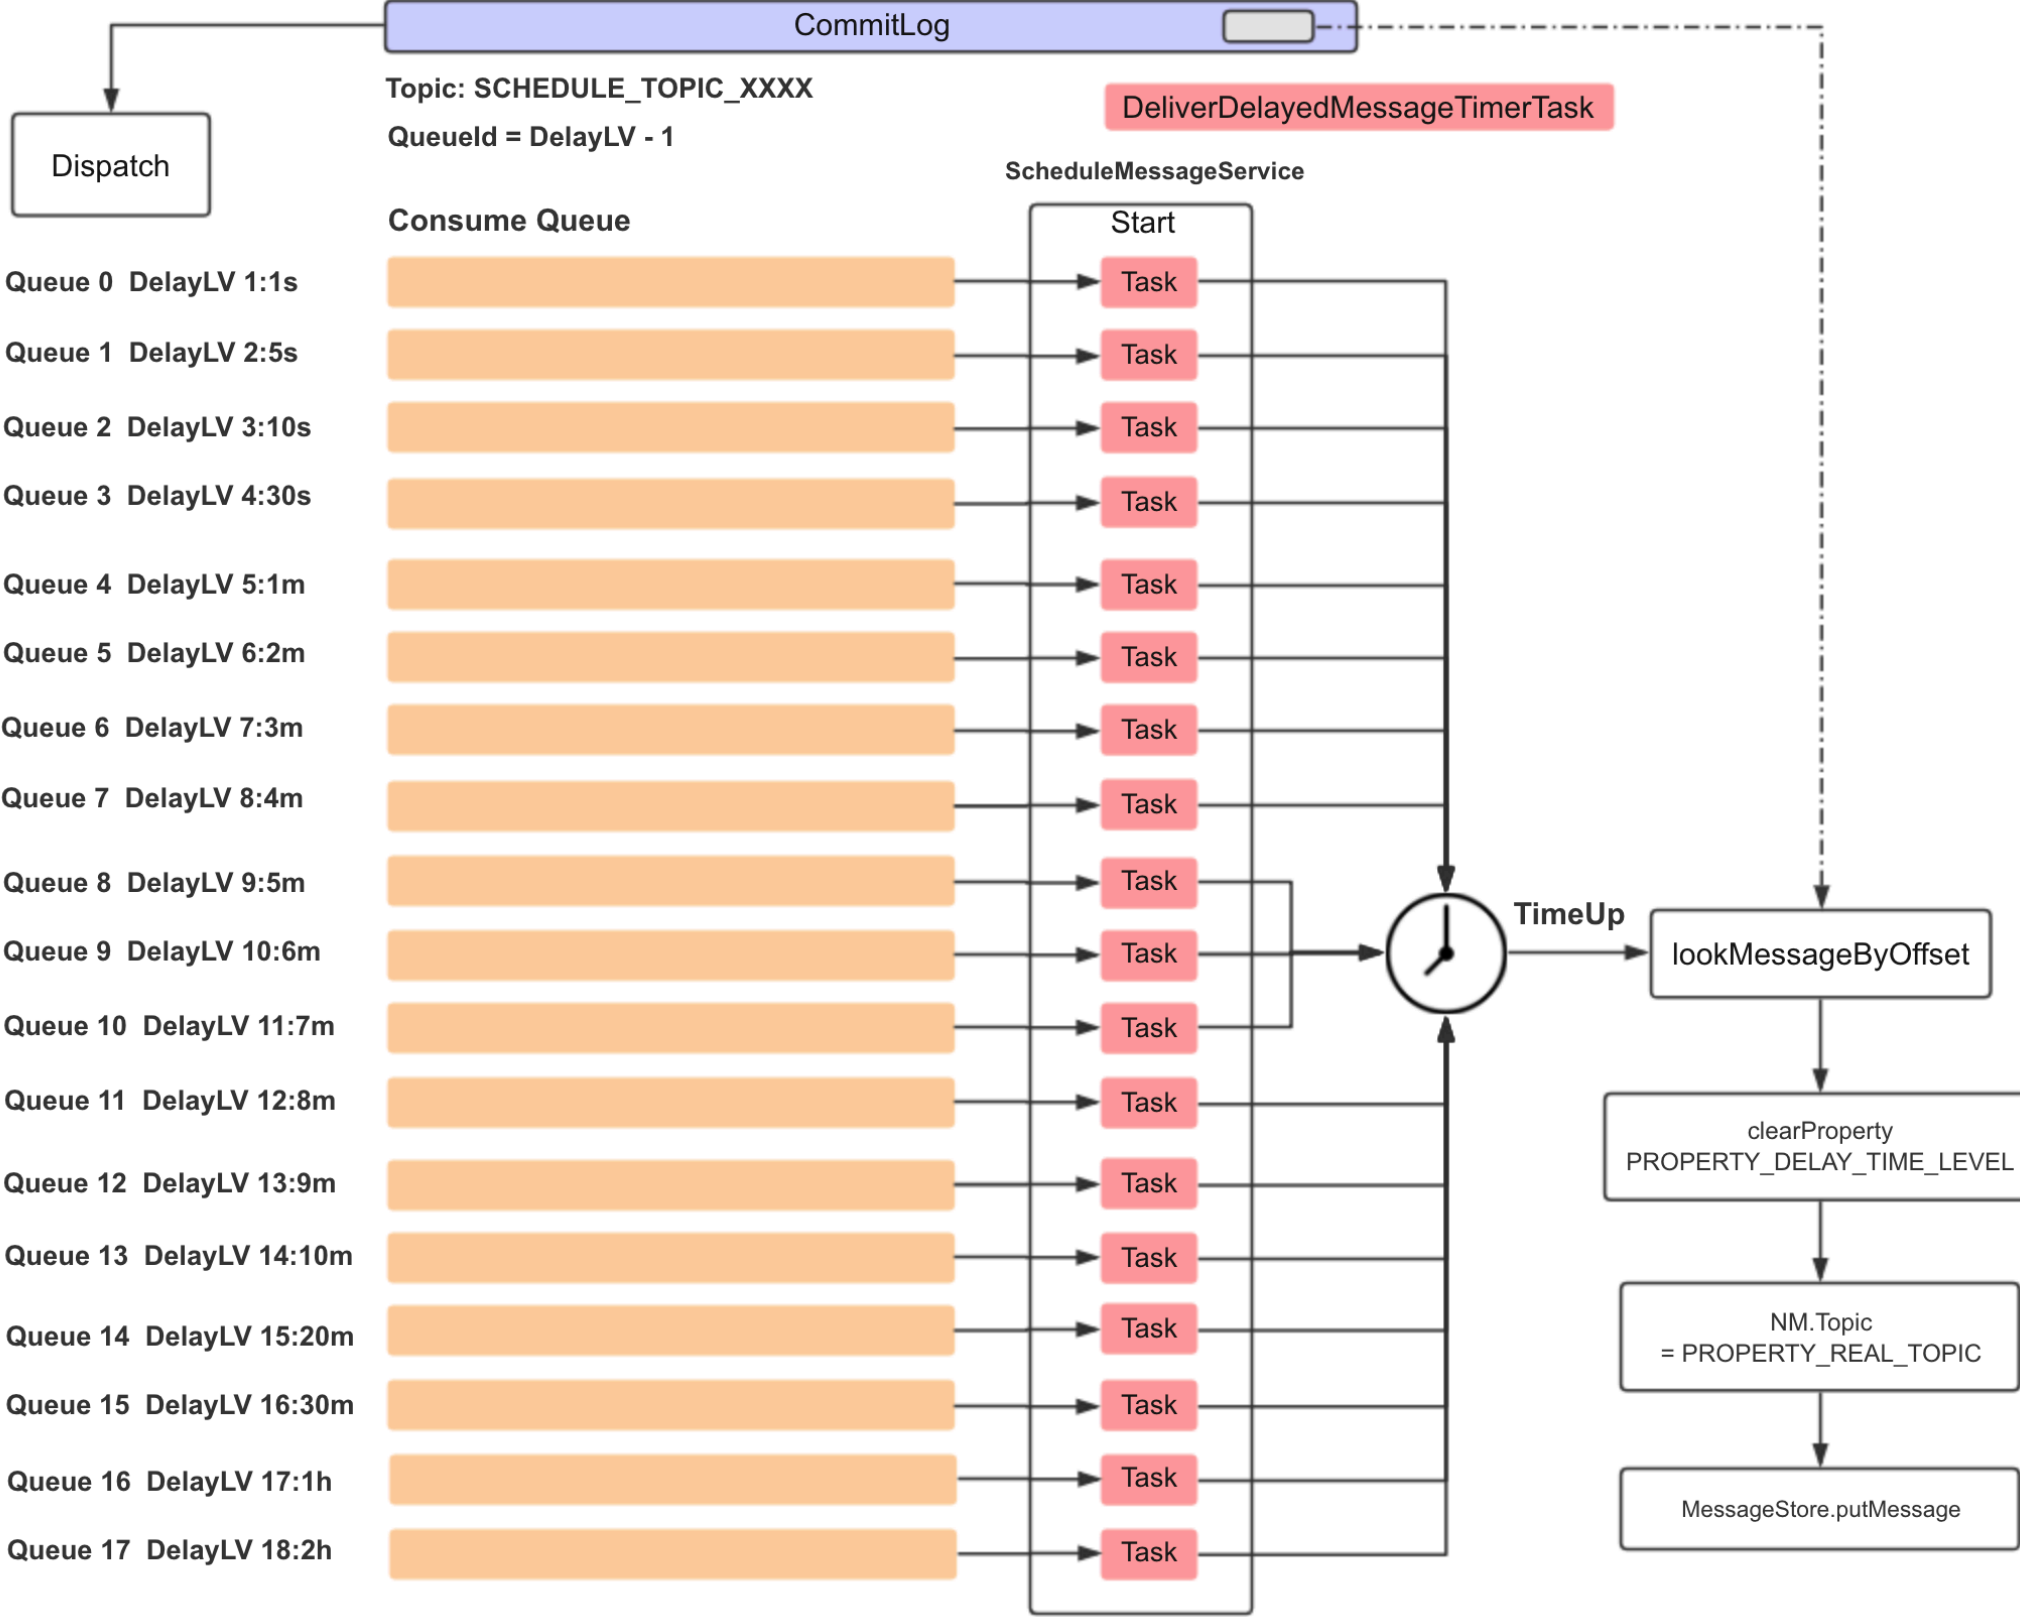 CommitLog
Topic: SCHEDULE_TOPIC_XXXX
DeliverDelayedMessageTimerTask
QueueId = DelayLV - 1
Dispatch
ScheduleMessageService
Consume Queue
Start
Queue 0 DelayLV 1:1s
Task
Queue 1 DelayLV 2:5s
Task
Queue 2 DelayLV 3:10s
Task
Queue 3 DelayLV 4:30s
Task
Queue 4 DelayLV 5:1m
Task
Queue 5 DelayLV 6:2m
Task
Queue 6 DelayLV 7:3m
Task
Queue 7 DelayLV 8:4m
Task
Queue 8 DelayLV 9:5m
Task
Queue 9 DelayLV 10:6m
Task
Queue 10 DelayLV 11:7m
Task
Queue 11 DelayLV 12:8m
Task
Queue 12 DelayLV 13:9m
Task
Queue 13 DelayLV 14:10m
Task
Queue 14 DelayLV 15:20m
Task
Queue 15 DelayLV 16:30m
Task
Queue 16 DelayLV 17:1h
Task
Queue 17 DelayLV 18:2h
Task
TimeUp
lookMessageByOffset
clearProperty
PROPERTY_DELAY_TIME_LEVEL
NM.Topic
= PROPERTY_REAL_TOPIC
MessageStore.putMessage